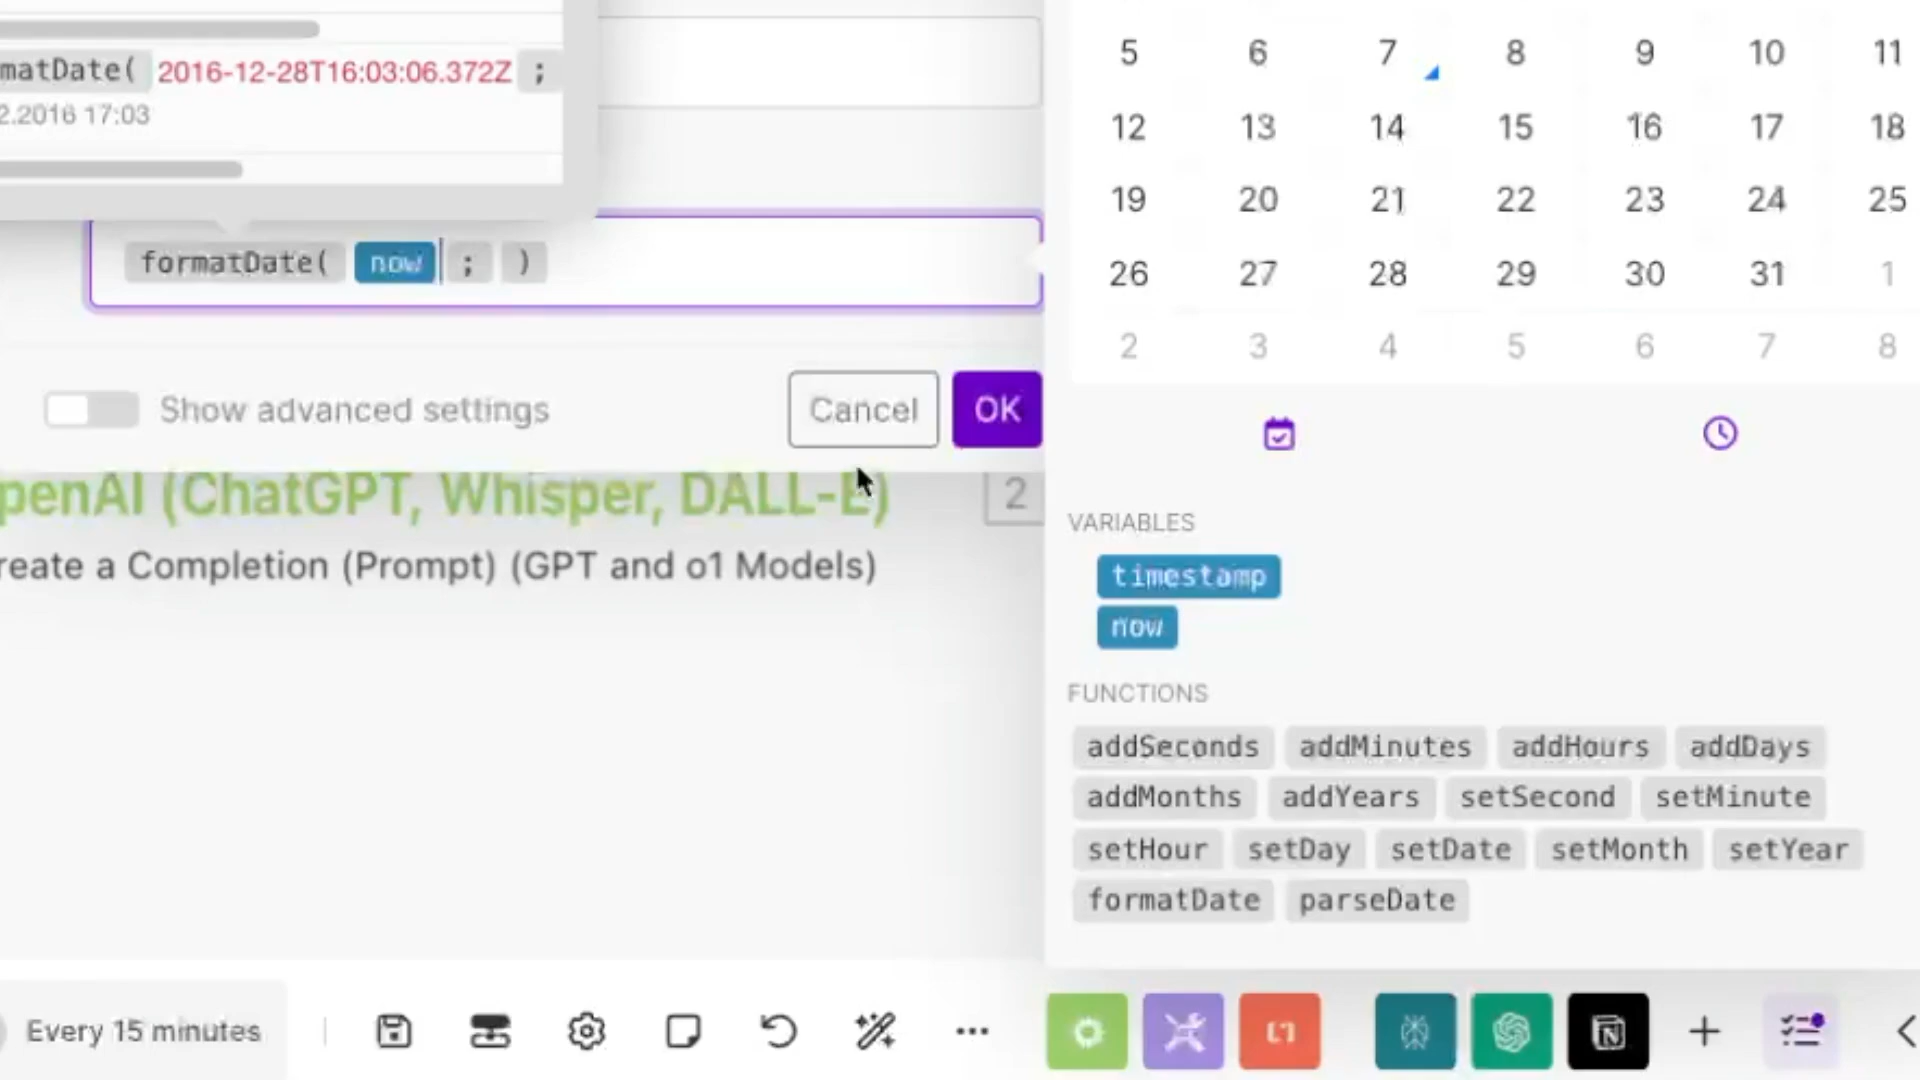 matDate( 2016-12-28T16:03:06.372Z ;
2.2016 17:03
formatDate( now ; )
Show advanced settings
Cancel
OK
penAI (ChatGPT, Whisper, DALL-E)
2
reate a Completion (Prompt) (GPT and o1 Models)
5 6 7 8 9 10 11
12 13 14 15 16 17 18
19 20 21 22 23 24 25
26 27 28 29 30 31 1
2 3 4 5 6 7 8
VARIABLES
timestamp
now
FUNCTIONS
addSeconds addMinutes addHours addDays
addMonths addYears setSecond setMinute
setHour setDay setDate setMonth setYear
formatDate parseDate
Every 15 minutes